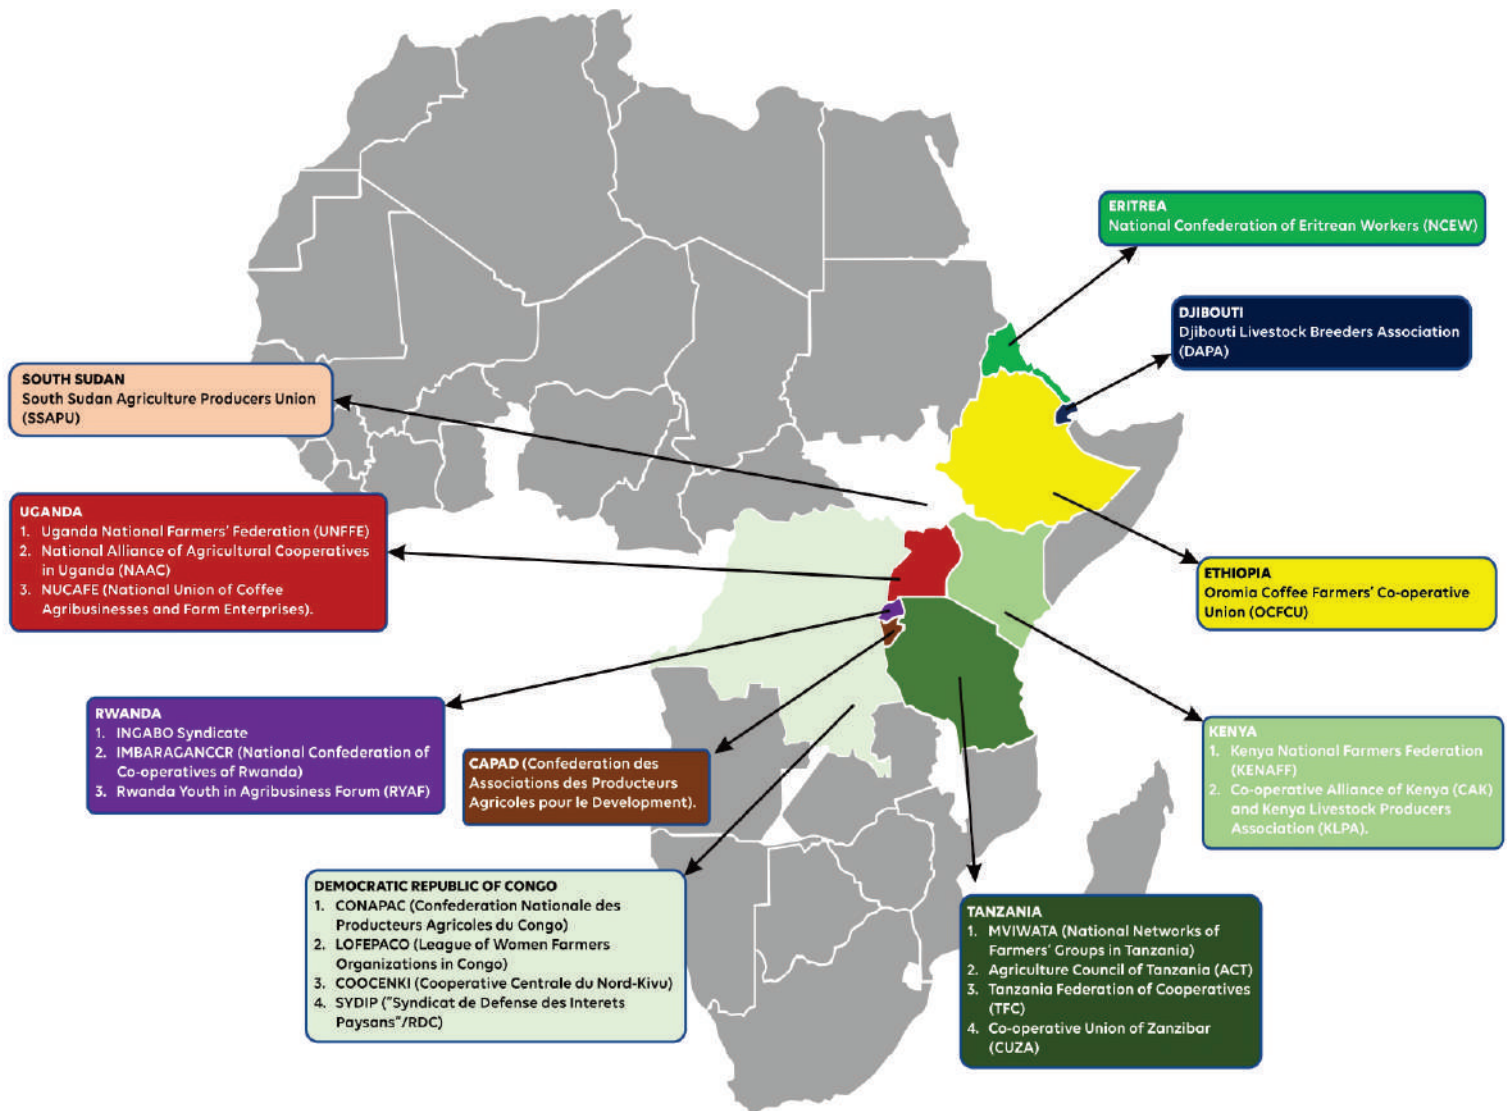 ERITREA
National Confederation of Eritrean Workers (NCEW)
DJIBOUTI
Djibouti Livestock Breeders Association
(DAPA)
SOUTH SUDAN
South Sudan Agriculture Producers Union
(SSAPU)
UGANDA
1. Uganda National Farmers' Federation (UNFFE)
2. National Alliance of Agricultural Cooperatives
in Uganda (NAAC)
3. NUCAFE (National Union of Coffee
Agribusinesses and Farm Enterprises).
ETHIOPIA
Oromia Coffee Farmers' Co-operative
Union (OCFCU)
RWANDA
1. INGABO Syndicate
2. IMBARAGANCCR (National Confederation of
Co-operatives of Rwanda)
3. Rwanda Youth in Agribusiness Forum (RYAF)
CAPAD (Confederation des
Associations des Producteurs
Agricoles pour le Development).
KENYA
1. Kenya National Farmers Federation
(KENAFF)
2. Co-operative Alliance of Kenya (CAK)
and Kenya Livestock Producers
Association (KLPA).
DEMOCRATIC REPUBLIC OF CONGO
1. CONAPAC (Confederation Nationale des
Producteurs Agricoles du Congo)
2. LOFEPACO (League of Women Farmers
Organizations in Congo)
3. COOCENKI (Cooperative Centrale du Nord-Kivu)
4. SYDIP ("Syndicat de Defense des Interets
Paysans"/RDC)
TANZANIA
1. MVIWATA (National Networks of
Farmers' Groups in Tanzania)
2. Agriculture Council of Tanzania (ACT)
3. Tanzania Federation of Cooperatives
(TFC)
4. Co-operative Union of Zanzibar
(CUZA)